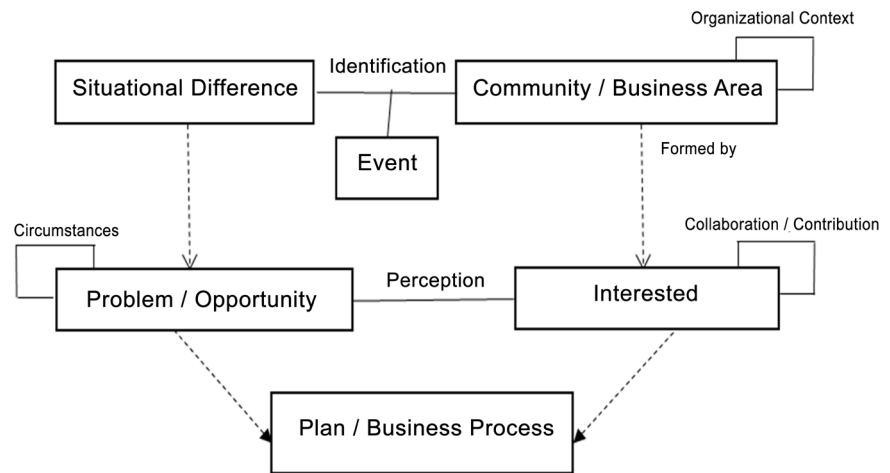 Organizational Context
Identification
Situational Difference
Community / Business Area
Event
Formed by
Circumstances
Collaboration / Contribution
Perception
Problem / Opportunity
Interested
Plan / Business Process